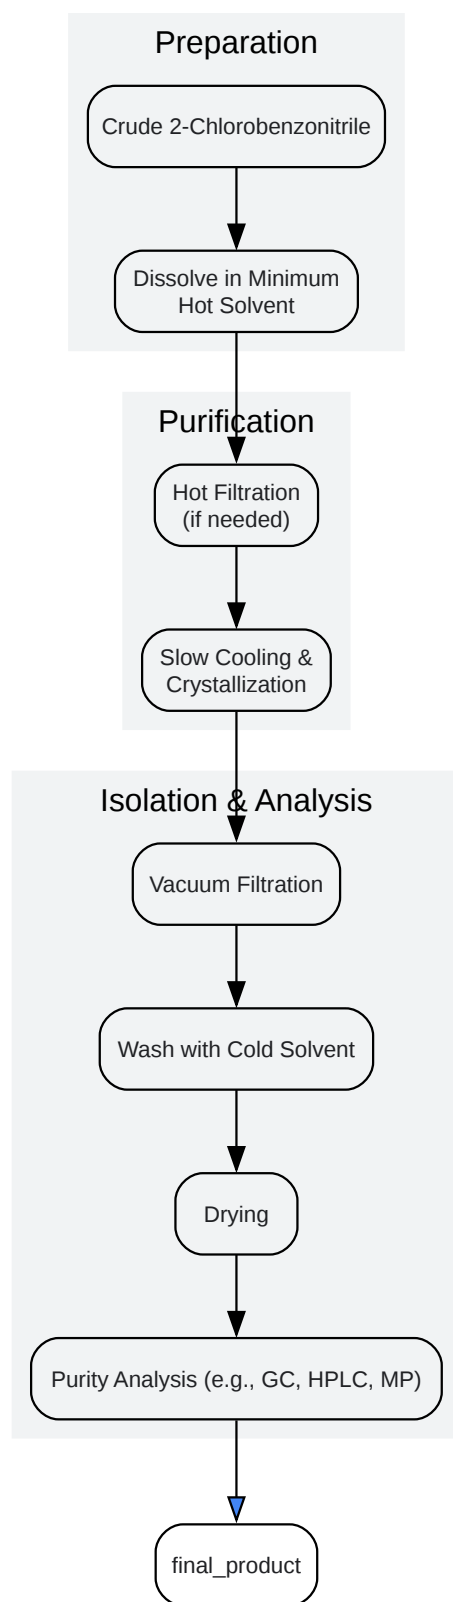 Preparation
Crude 2-Chlorobenzonitrile
Dissolve in Minimum
Hot Solvent
Purification
Hot Filtration
(if needed)
Slow Cooling &
Crystallization
Isolation & Analysis
Vacuum Filtration
Wash with Cold Solvent
Drying
Purity Analysis (e.g., GC, HPLC, MP)
final_product